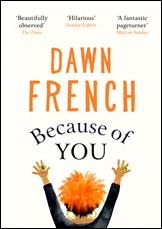 'Beautifully
observed'
The Times
'Hilarious'
Sunday Express
'A fantastic
pageturner'
Mail on Sunday
DAWN
FRENCH
Because of
YOU